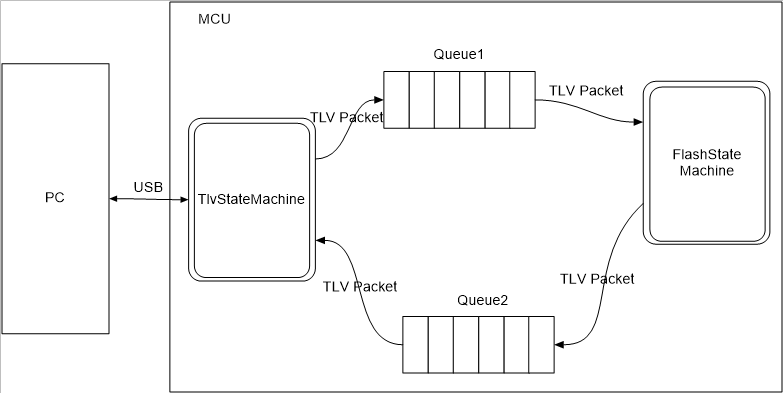 MCU
Queue1
TLV Packet
TLV Packet
FlashState
Machine
PC
USB
TlvStateMachine
TLV Packet
TLV Packet
Queue2